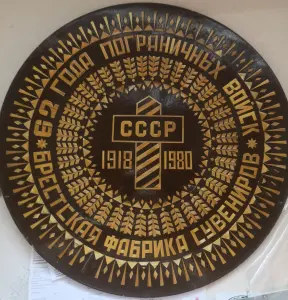 62 ГОДА ПОГРАНИЧНЫХ ВОЙСК
СССР
1918 1980
БРЕСТСКАЯ ФАБРИКА СУВЕНИРОВ